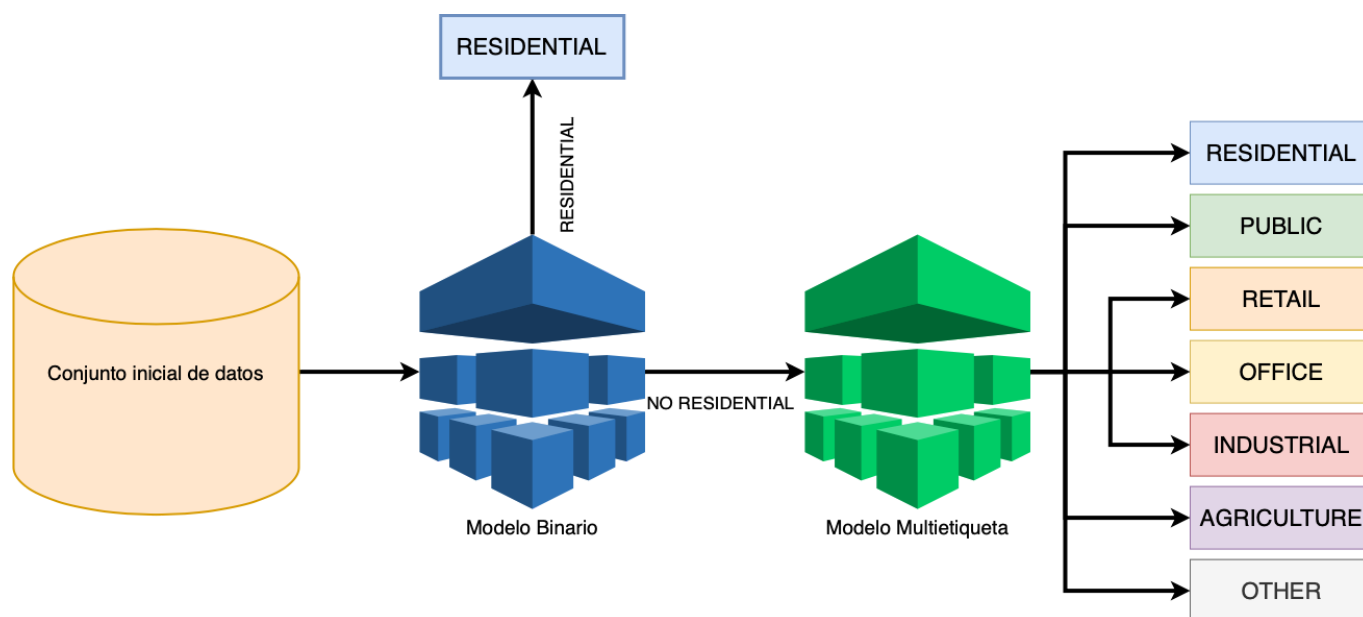 RESIDENTIAL
RESIDENTIAL
Conjunto inicial de datos
Modelo Binario
NO RESIDENTIAL
Modelo Multietiqueta
RESIDENTIAL
PUBLIC
RETAIL
OFFICE
INDUSTRIAL
AGRICULTURE
OTHER